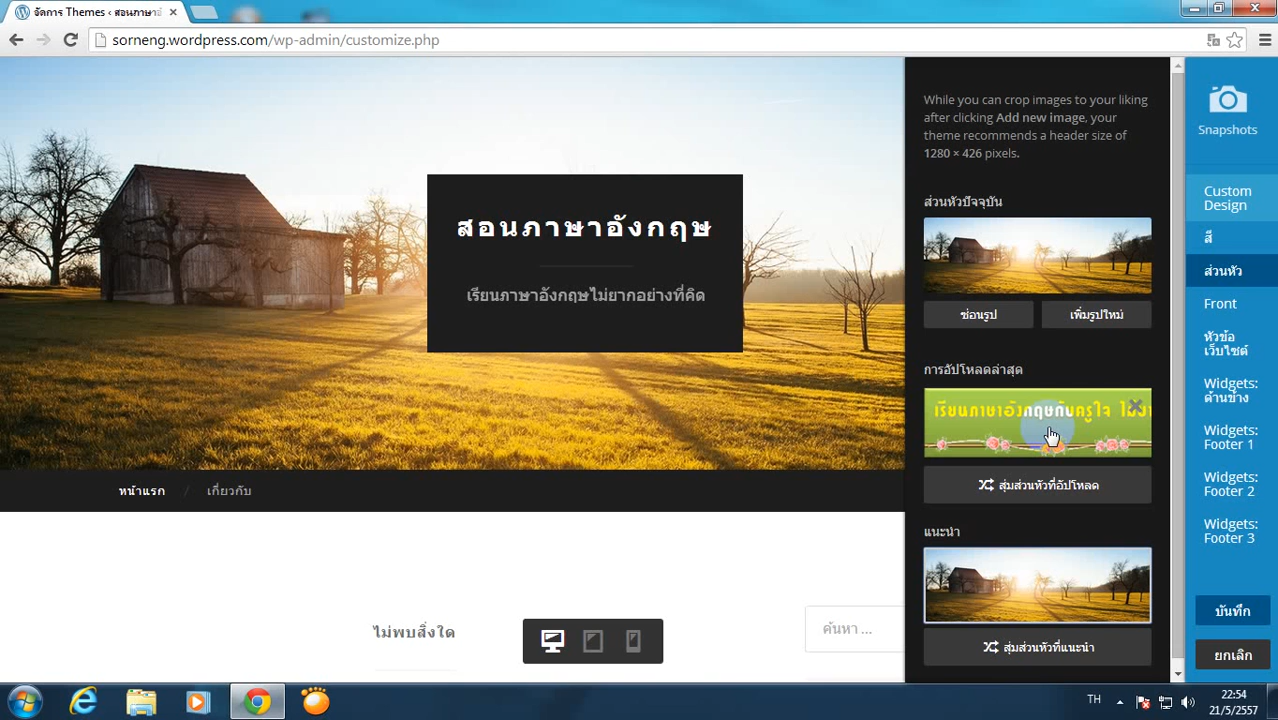 จัดการ Themes ‹ สอนภาษาอั
sorneng.wordpress.com/wp-admin/customize.php
สอนภาษาอังกฤษ
เรียนภาษาอังกฤษไม่ยากอย่างที่คิด
หน้าแรก / เกี่ยวกับ
ไม่พบสิ่งใด
ค้นหา ...
While you can crop images to your liking
after clicking Add new image, your
theme recommends a header size of
1280 × 426 pixels.
ส่วนหัวปัจจุบัน
ซ่อนรูป
เพิ่มรูปใหม่
การอัปโหลดล่าสุด
เรียนภาษาอังกฤษกับครูใจ
สุ่มส่วนหัวที่อัปโหลด
แนะนำ
สุ่มส่วนหัวที่แนะนำ
Snapshots
Custom
Design
สี
ส่วนหัว
Front
หัวข้อ
เว็บไซต์
Widgets:
ด้านข้าง
Widgets:
Footer 1
Widgets:
Footer 2
Widgets:
Footer 3
บันทึก
ยกเลิก
TH
22:54
21/5/2557